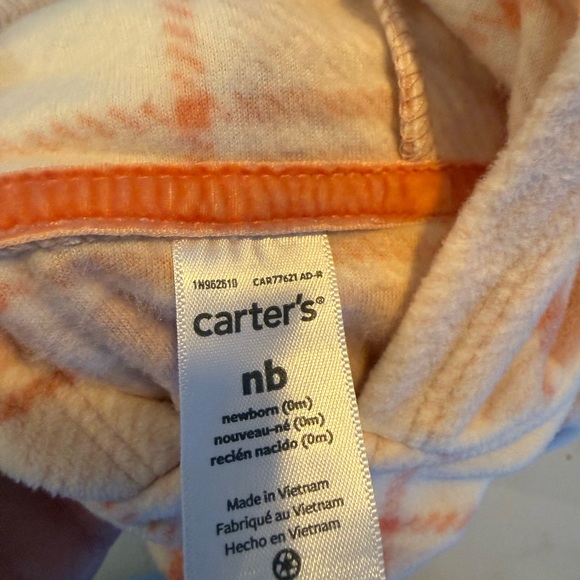 1N962610 CAR77621 AD-R
carter's®
nb
newborn (0m)
nouveau-né (0m)
recién nacido (0m)
Made in Vietnam
Fabriqué au Vietnam
Hecho en Vietnam